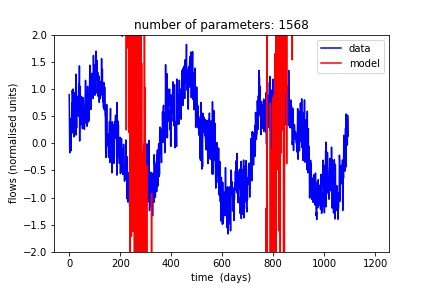 number of parameters: 1568
2.0
1.5
1.0
0.5
0.0
−0.5
−1.0
−1.5
−2.0
flows (normalised units)
data
model
0 200 400 600 800 1000 1200
time (days)